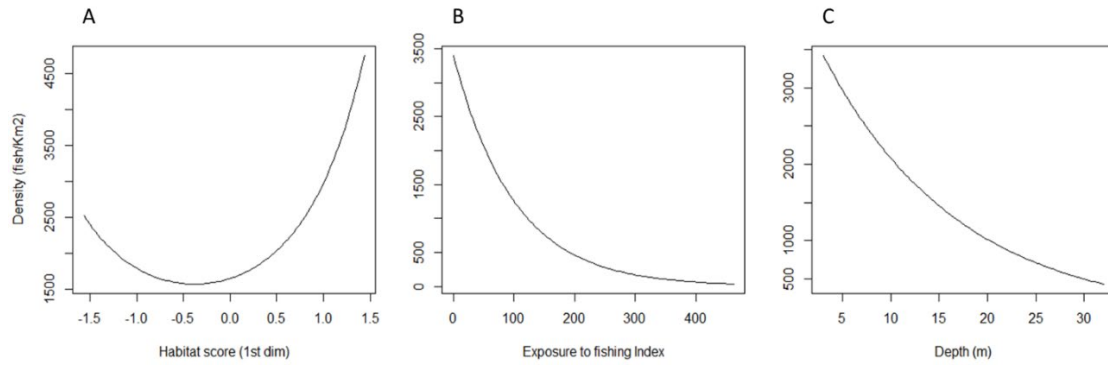 A
B
C
Density (fish/Km2)
4500
3500
2500
1500
-1.5 -1.0 -0.5 0.0 0.5 1.0 1.5
Habitat score (1st dim)
3500
2500
1500
500
0
0 100 200 300 400
Exposure to fishing Index
3000
2000
1000
500
5 10 15 20 25 30
Depth (m)